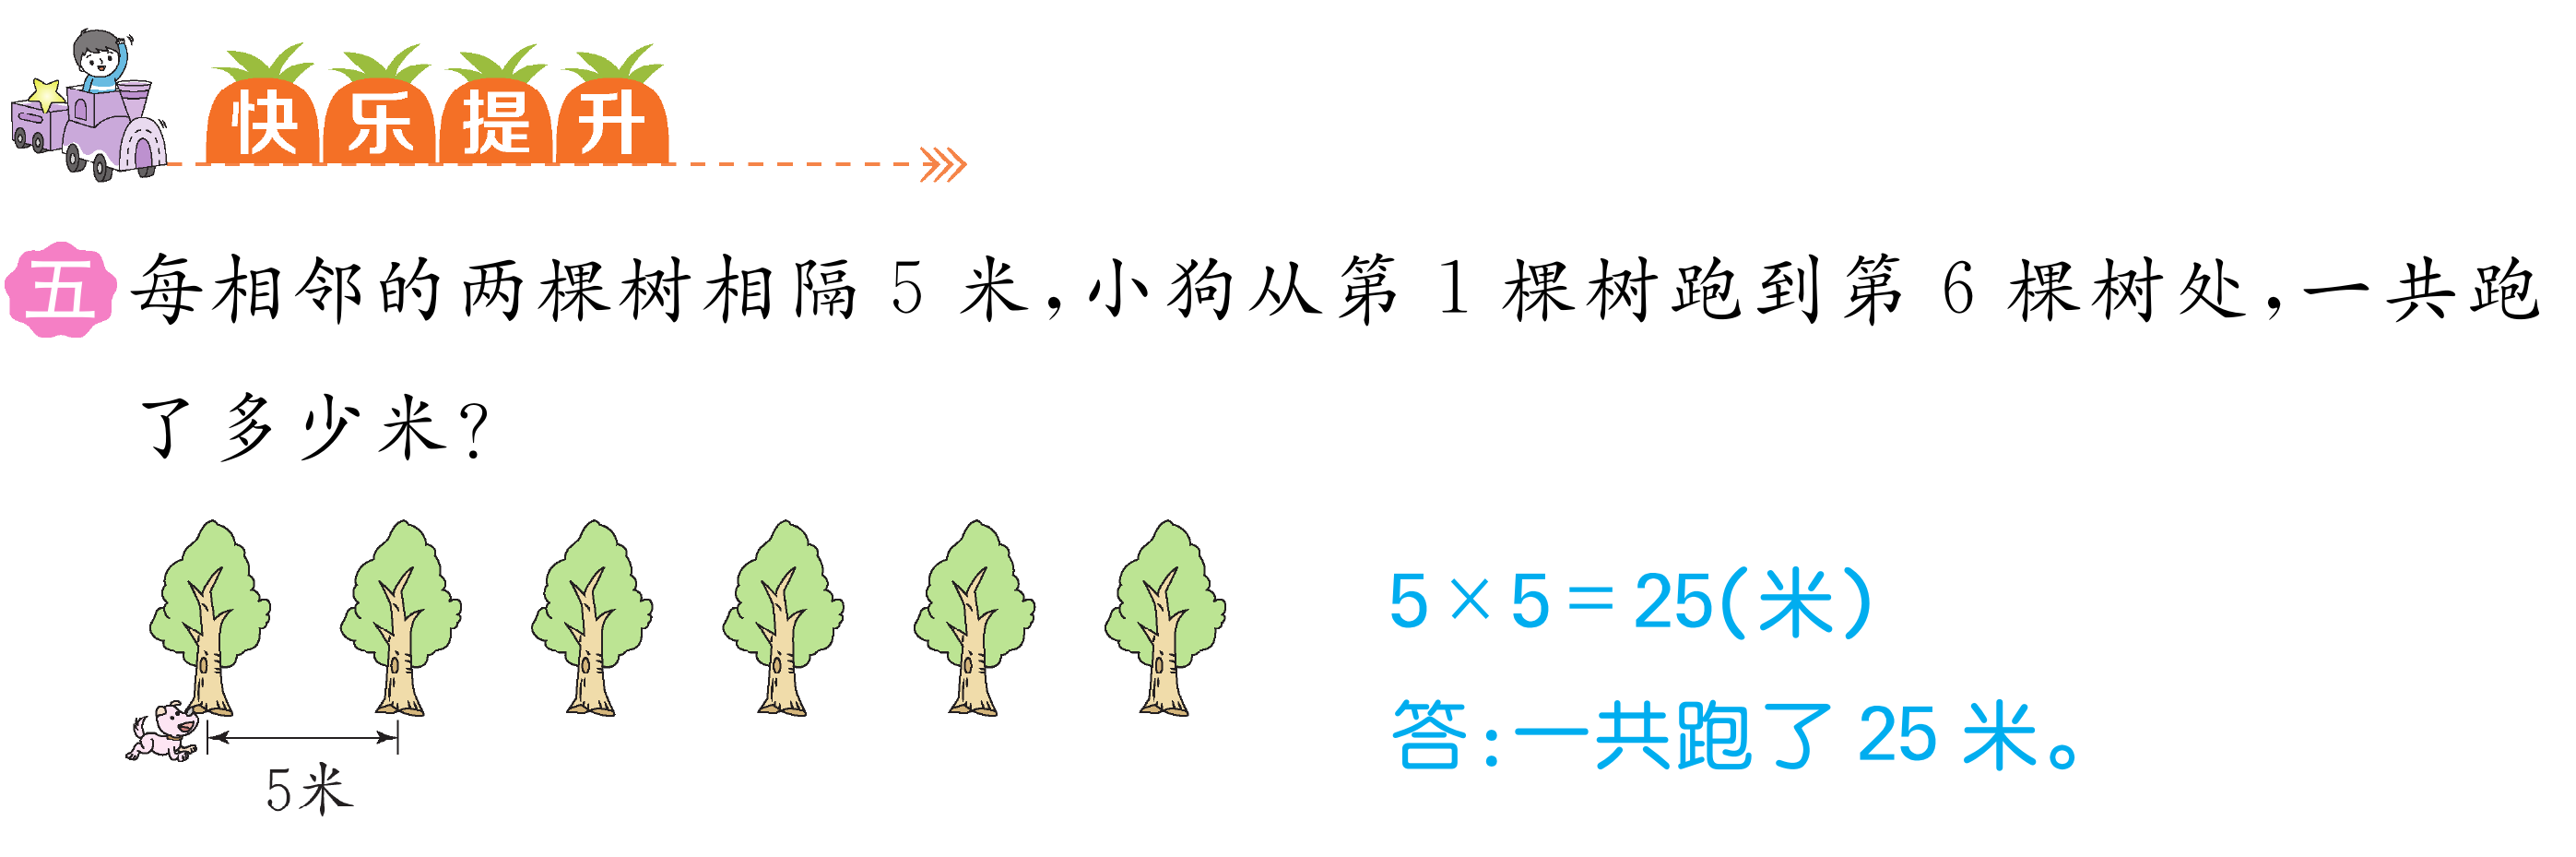 快乐提升
五 每相邻的两棵树相隔 5 米,小狗从第 1 棵树跑到第 6 棵树处,一共跑
了多少米?
5×5=25(米)
答:一共跑了 25 米。
5米